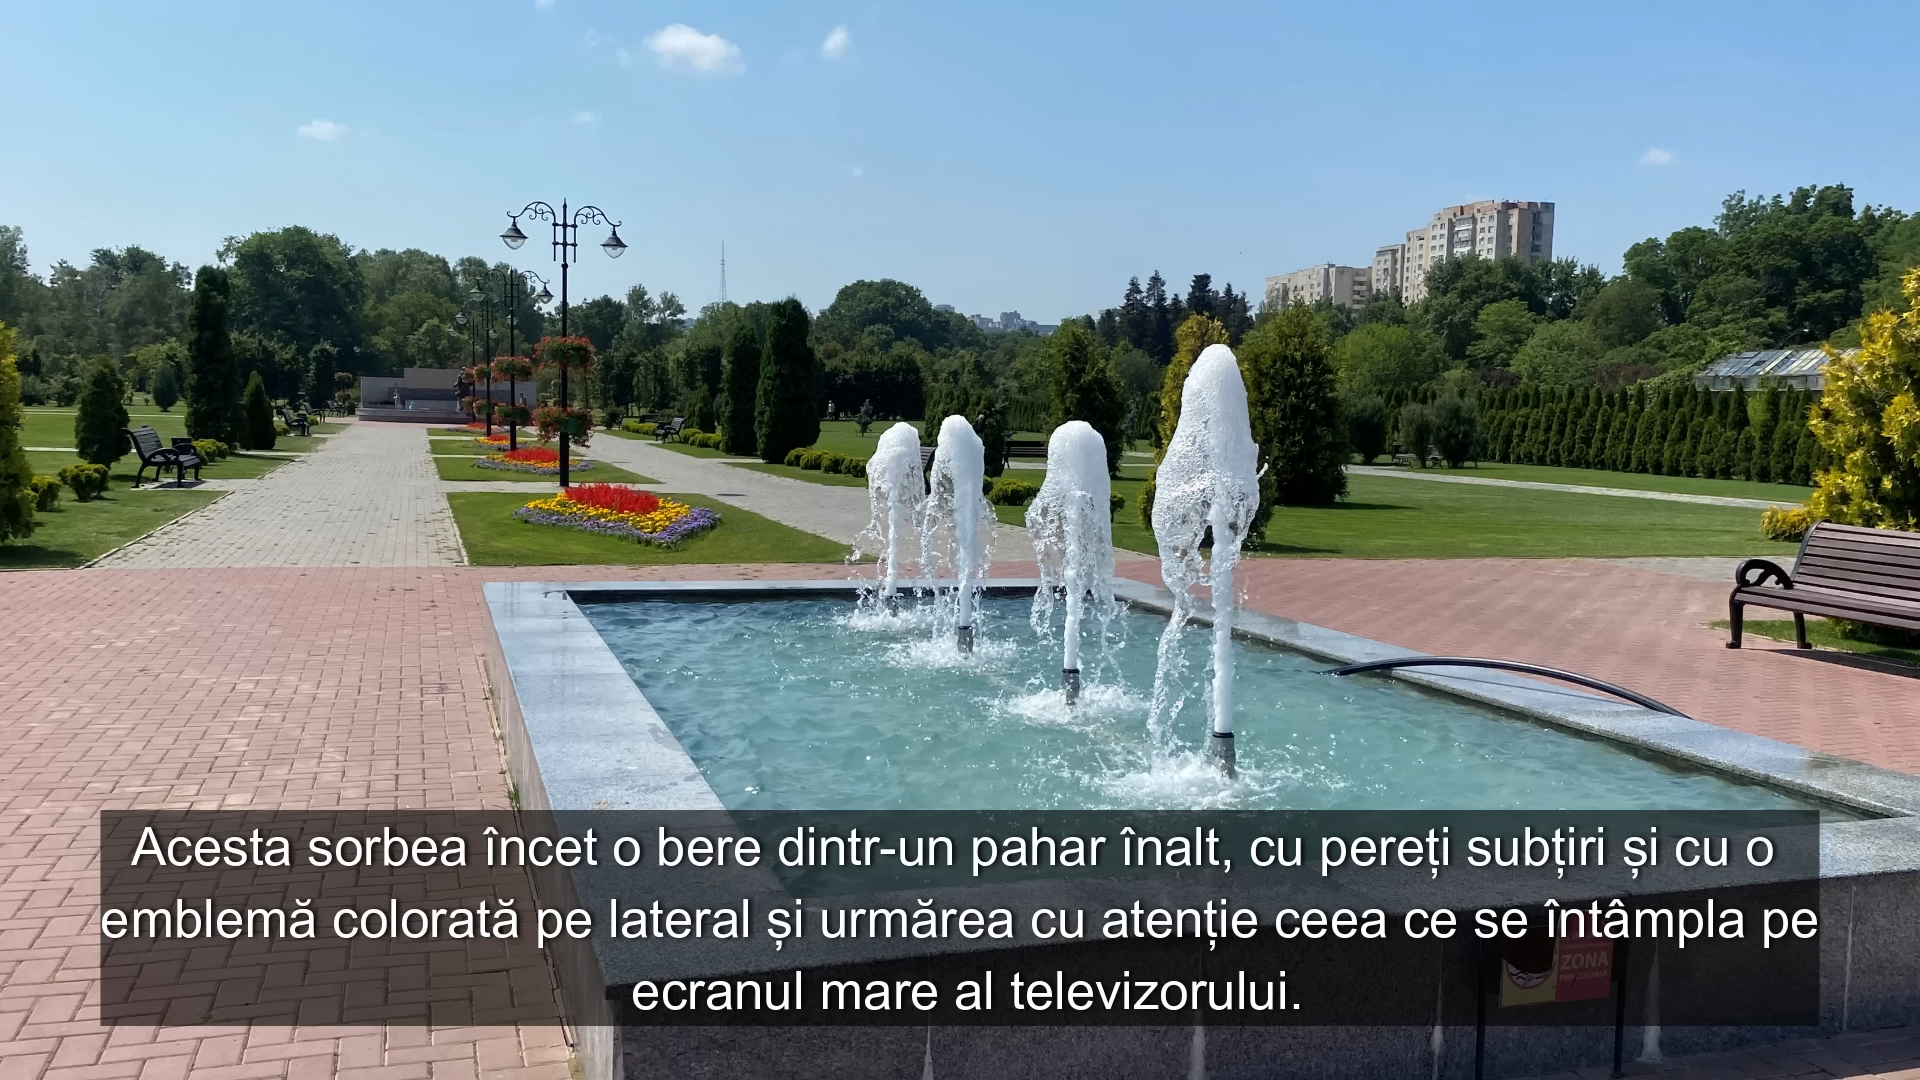 Acesta sorbea încet o bere dintr-un pahar înalt, cu pereți subțiri și cu o
emblemă colorată pe lateral și urmărea cu atenție ceea ce se întâmpla pe
ecranul mare al televizorului.
ZONA